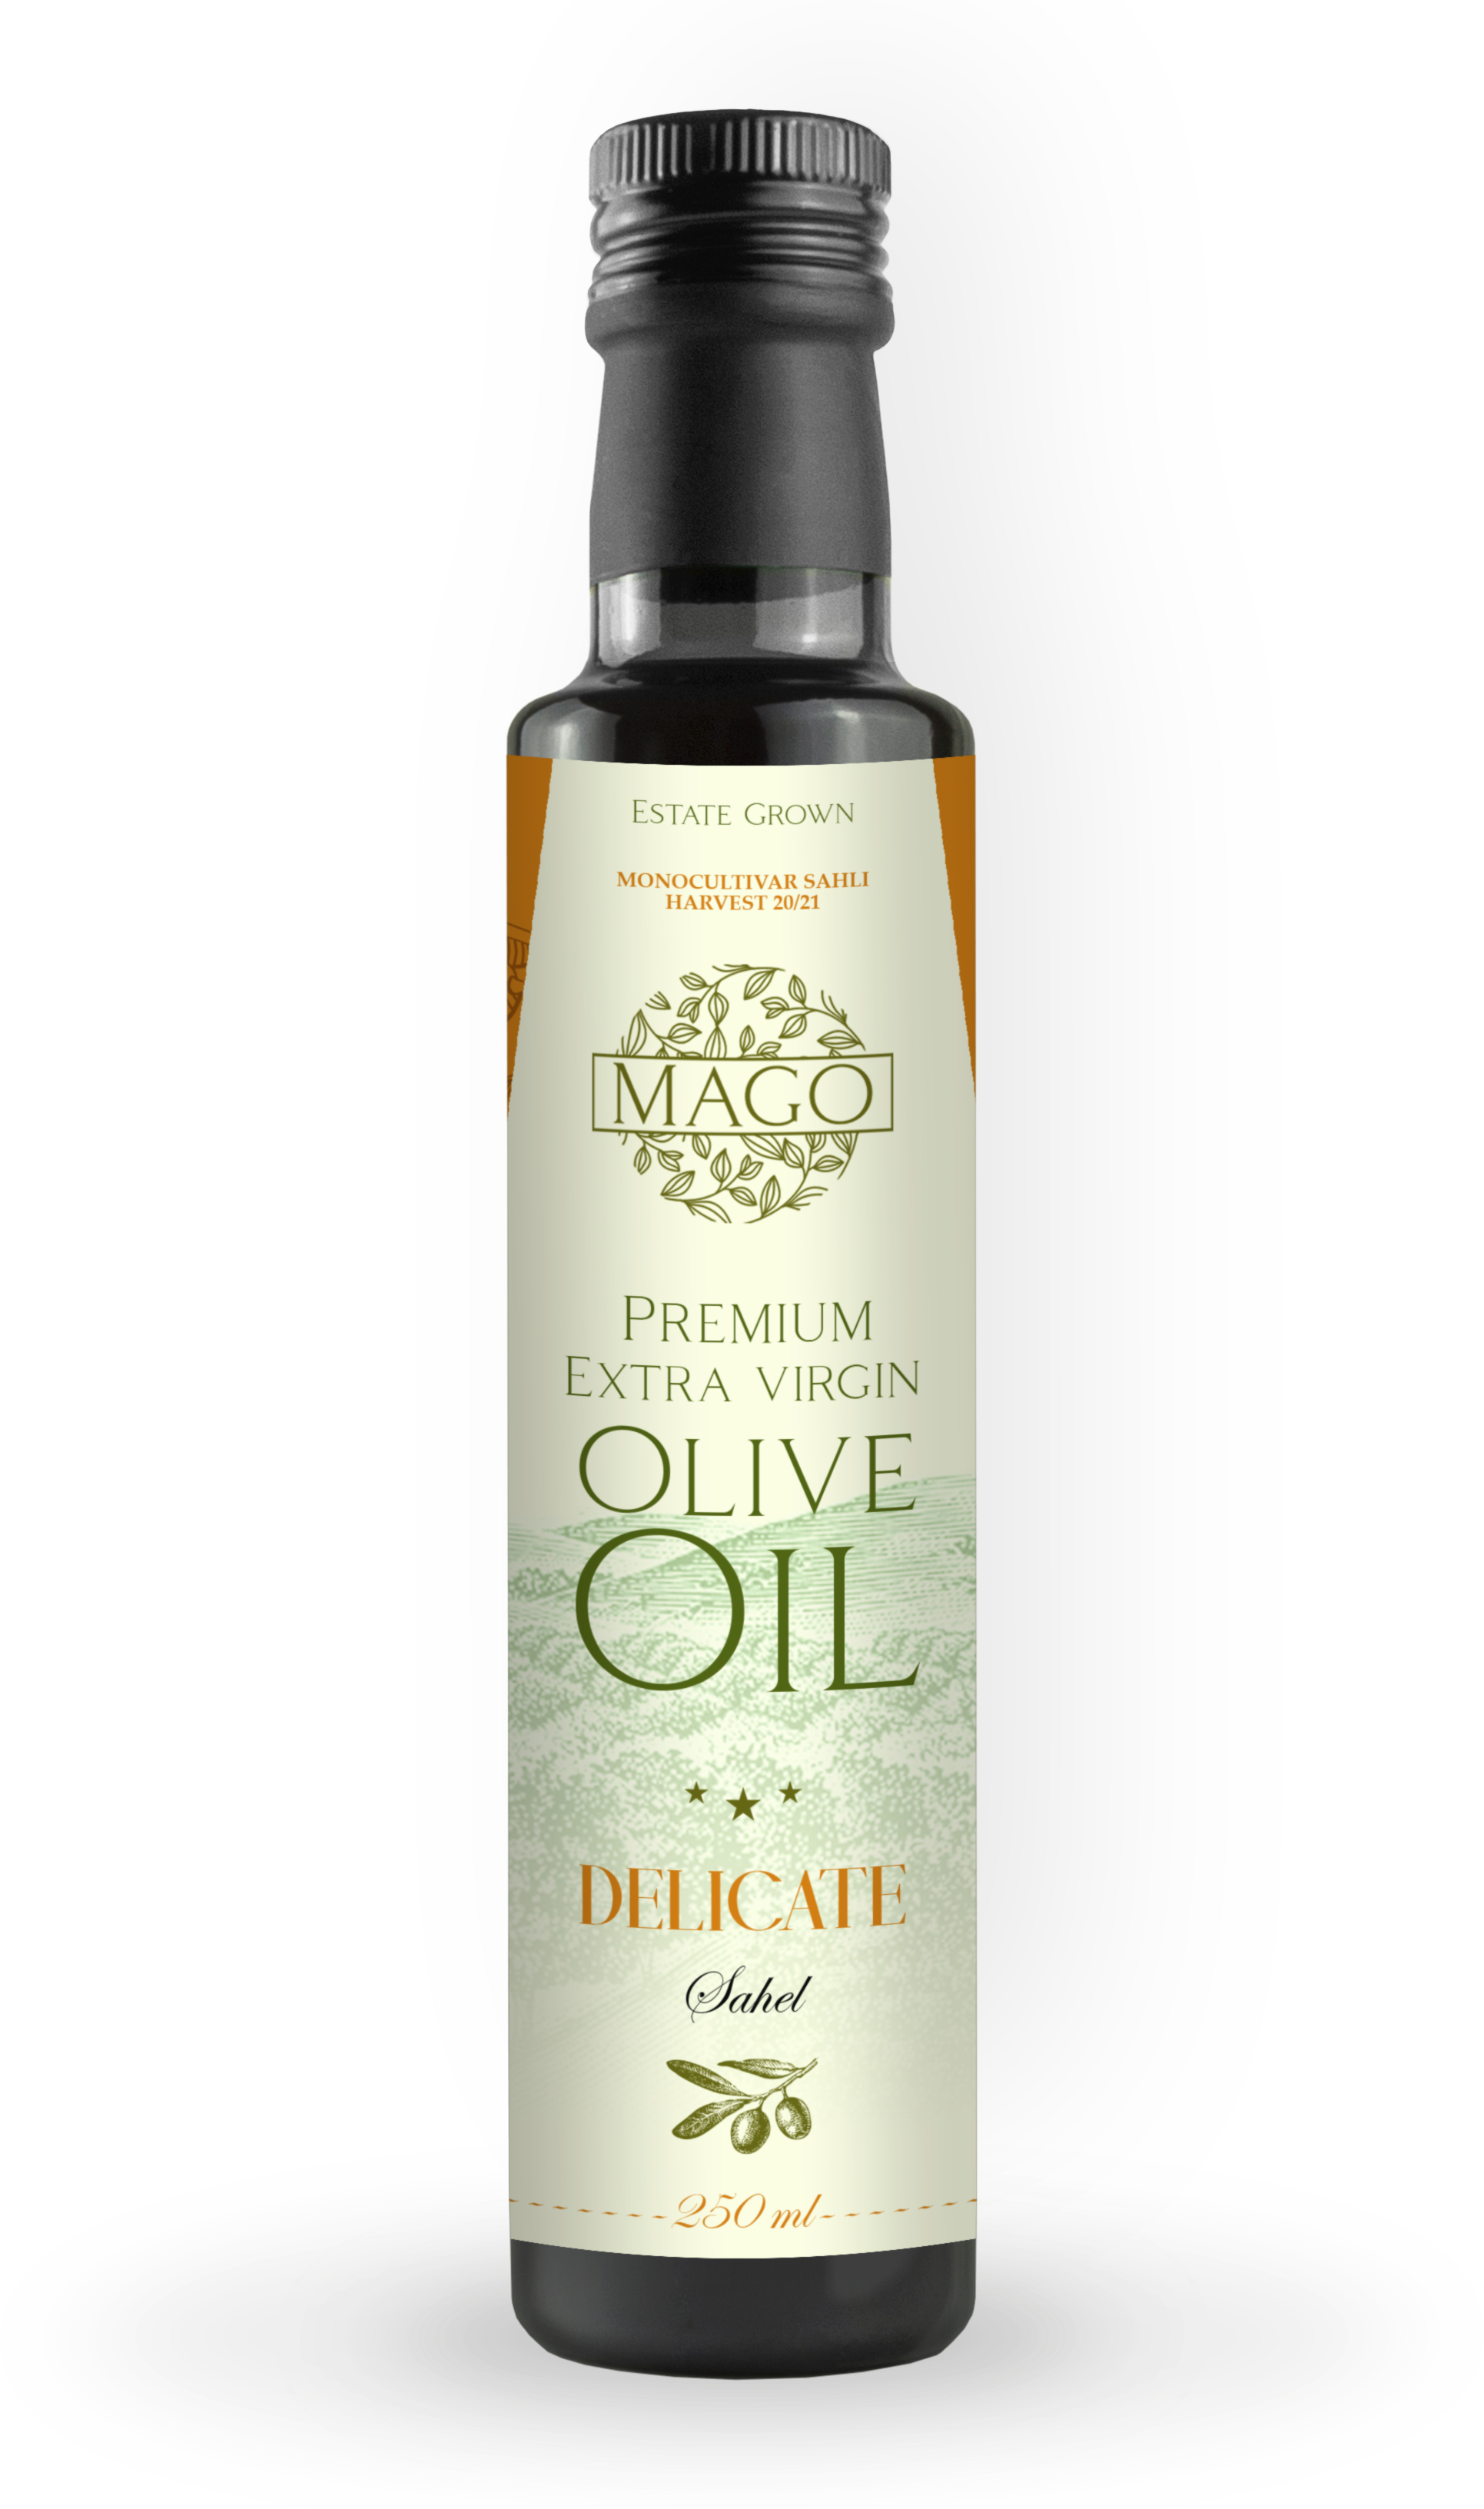 ESTATE GROWN
MONOCULTIVAR SAHLI
HARVEST 20/21
MAGO
PREMIUM
EXTRA VIRGIN
OLIVE
OIL
DELICATE
Sahel
250 ml